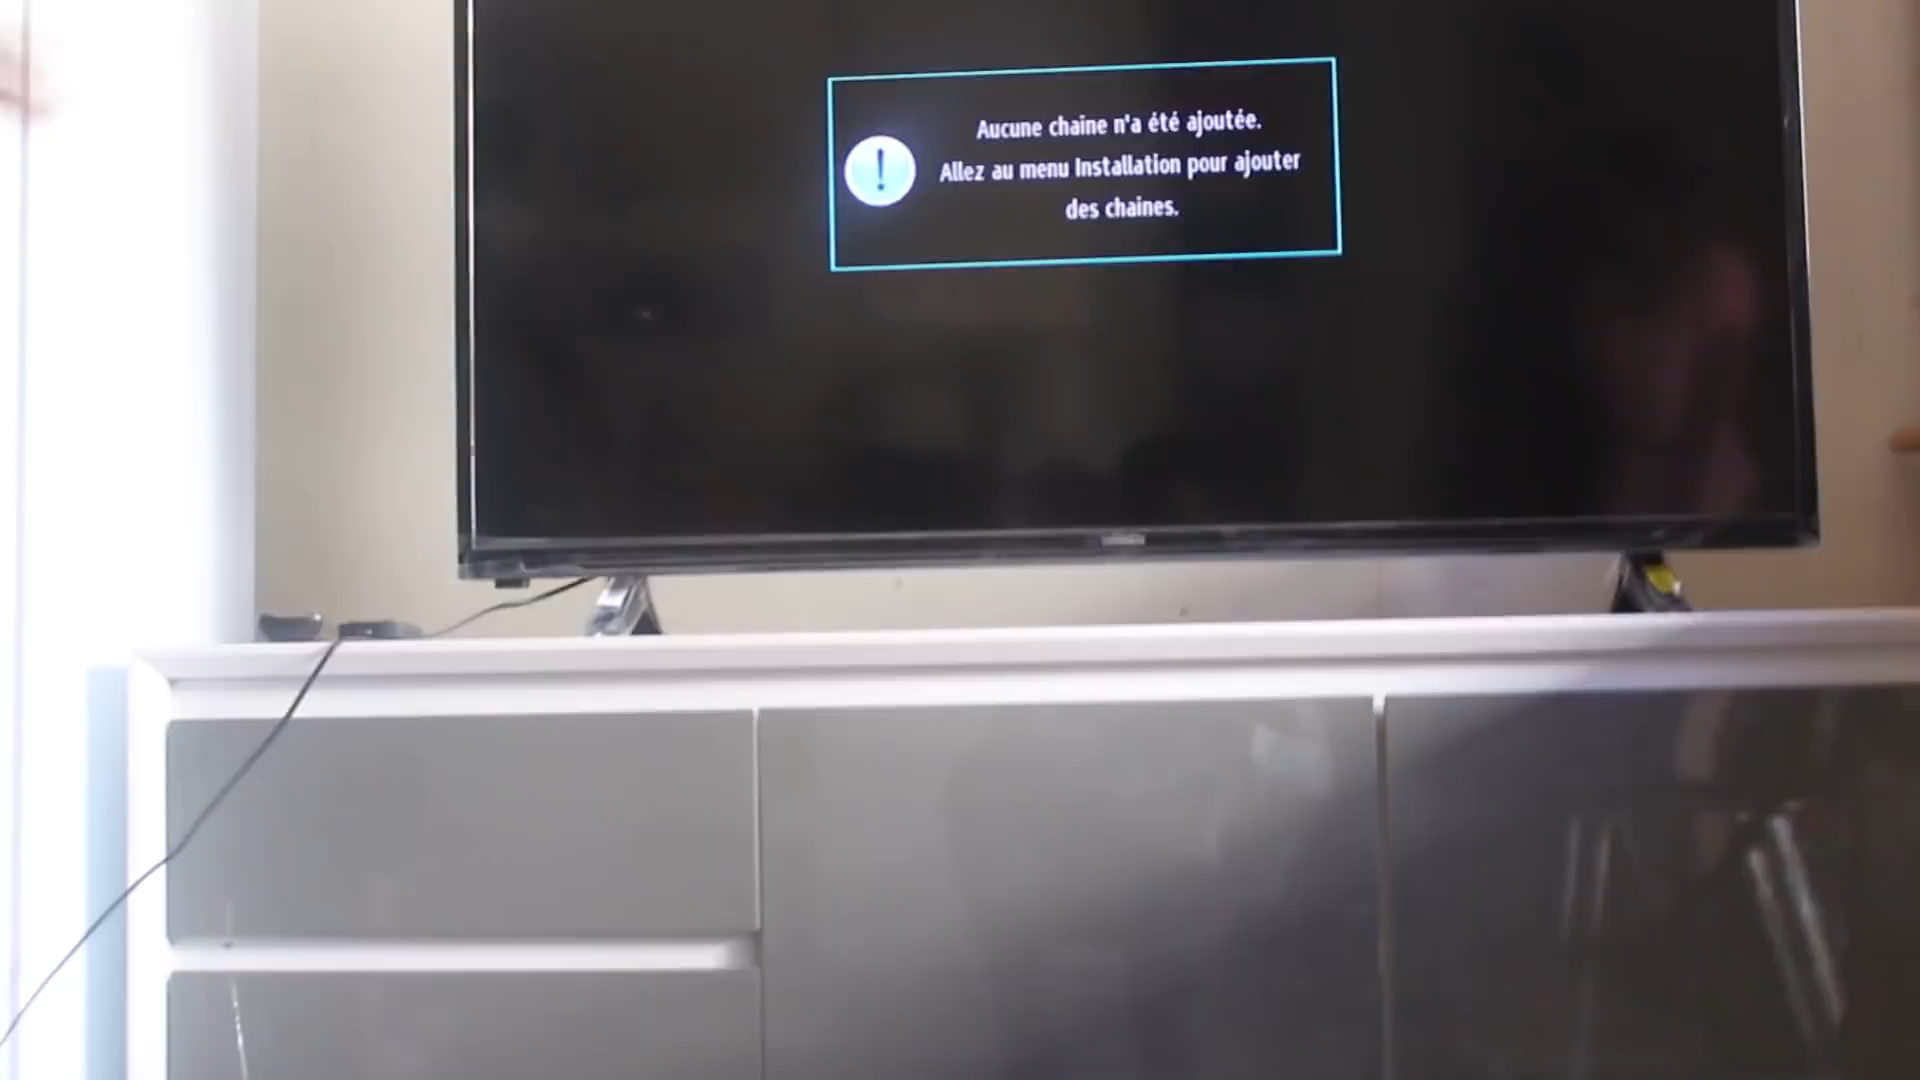 Aucune chaine n'a été ajoutée.
Allez au menu Installation pour ajouter
des chaines.